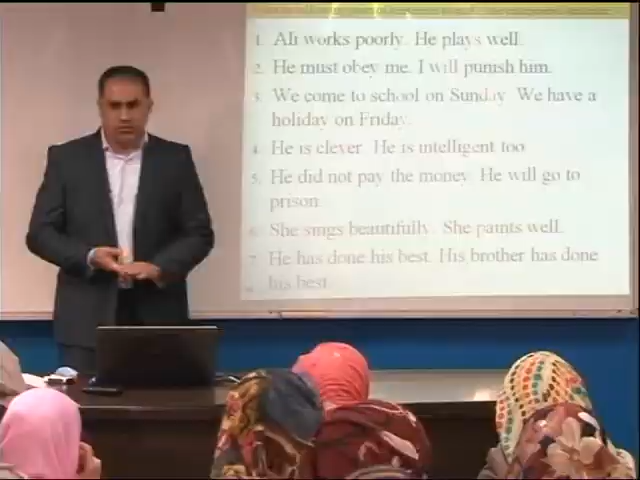 1. Ali works poorly. He plays well.
2. He must obey me. I will punish him.
3. We come to school on Sunday. We have a
holiday on Friday.
4. He is clever. He is intelligent too.
5. He did not pay the money. He will go to
prison.
6. She sings beautifully. She paints well.
7. He has done his best. His brother has done
his best.